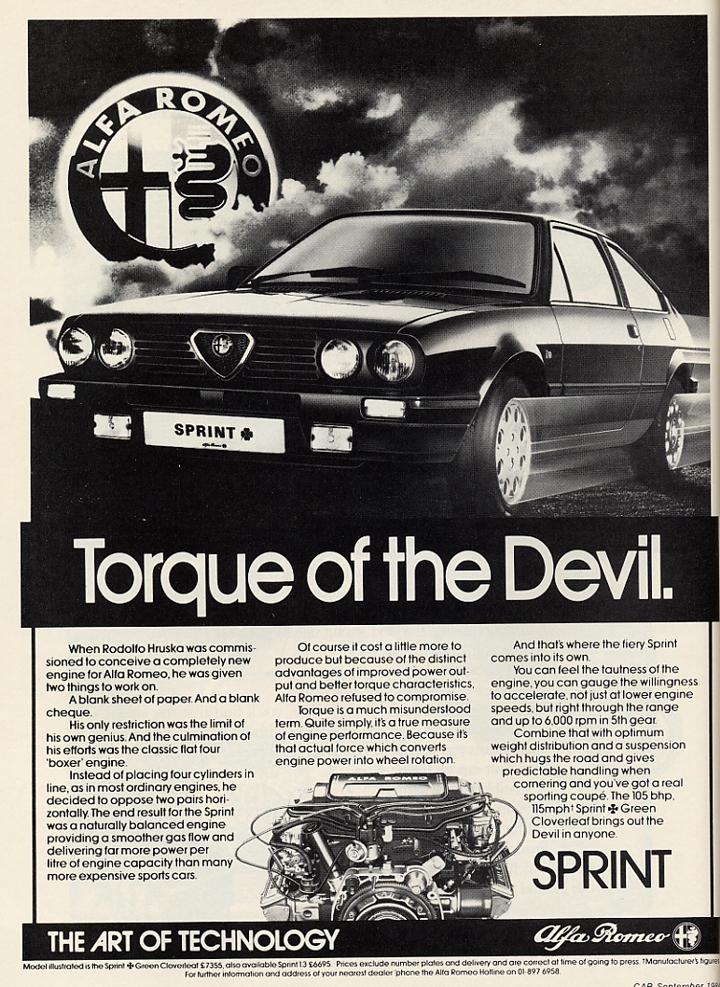 ALFA ROMEO
SPRINT
Torque of the Devil.
When Rodolfo Hruska was commis-
sioned to conceive a completely new
engine for Alfa Romeo, he was given
two things to work on.
A blank sheet of paper. And a blank
cheque.
His only restriction was the limit of
his own genius. And the culmination of
his efforts was the classic flat four
'boxer' engine.
Instead of placing four cylinders in
line, as in most ordinary engines, he
decided to oppose two pairs hori-
zontally. The end result for the Sprint
was a naturally balanced engine
providing a smoother gas flow and
delivering far more power per
litre of engine capacity than many
more expensive sports cars.
Of course it cost a little more to
produce but because of the distinct
advantages of improved power out-
put and better torque characteristics,
Alfa Romeo refused to compromise.
Torque is a much misunderstood
term. Quite simply, it's a true measure
of engine performance. Because it's
that actual force which converts
engine power into wheel rotation.
ALFA ROMEO
And that's where the fiery Sprint
comes into its own.
You can feel the tautness of the
engine, you can gauge the willingness
to accelerate, not just at lower engine
speeds, but right through the range
and up to 6,000 rpm in 5th gear.
Combine that with optimum
weight distribution and a suspension
which hugs the road and gives
predictable handling when
cornering and you've got a real
sporting coupé. The 105 bhp,
115mph† Sprint ✤ Green
Cloverleaf brings out the
Devil in anyone.
SPRINT
THE ART OF TECHNOLOGY
Alfa Romeo
Model illustrated is the Sprint ✤ Green Cloverleaf £7355, also available Sprint 1.3 £6695. Prices exclude number plates and delivery and are correct at time of going to press. †Manufacturer's figure
For further information and address of your nearest dealer 'phone the Alfa Romeo Hotline on 01-897 6958.
CAR September